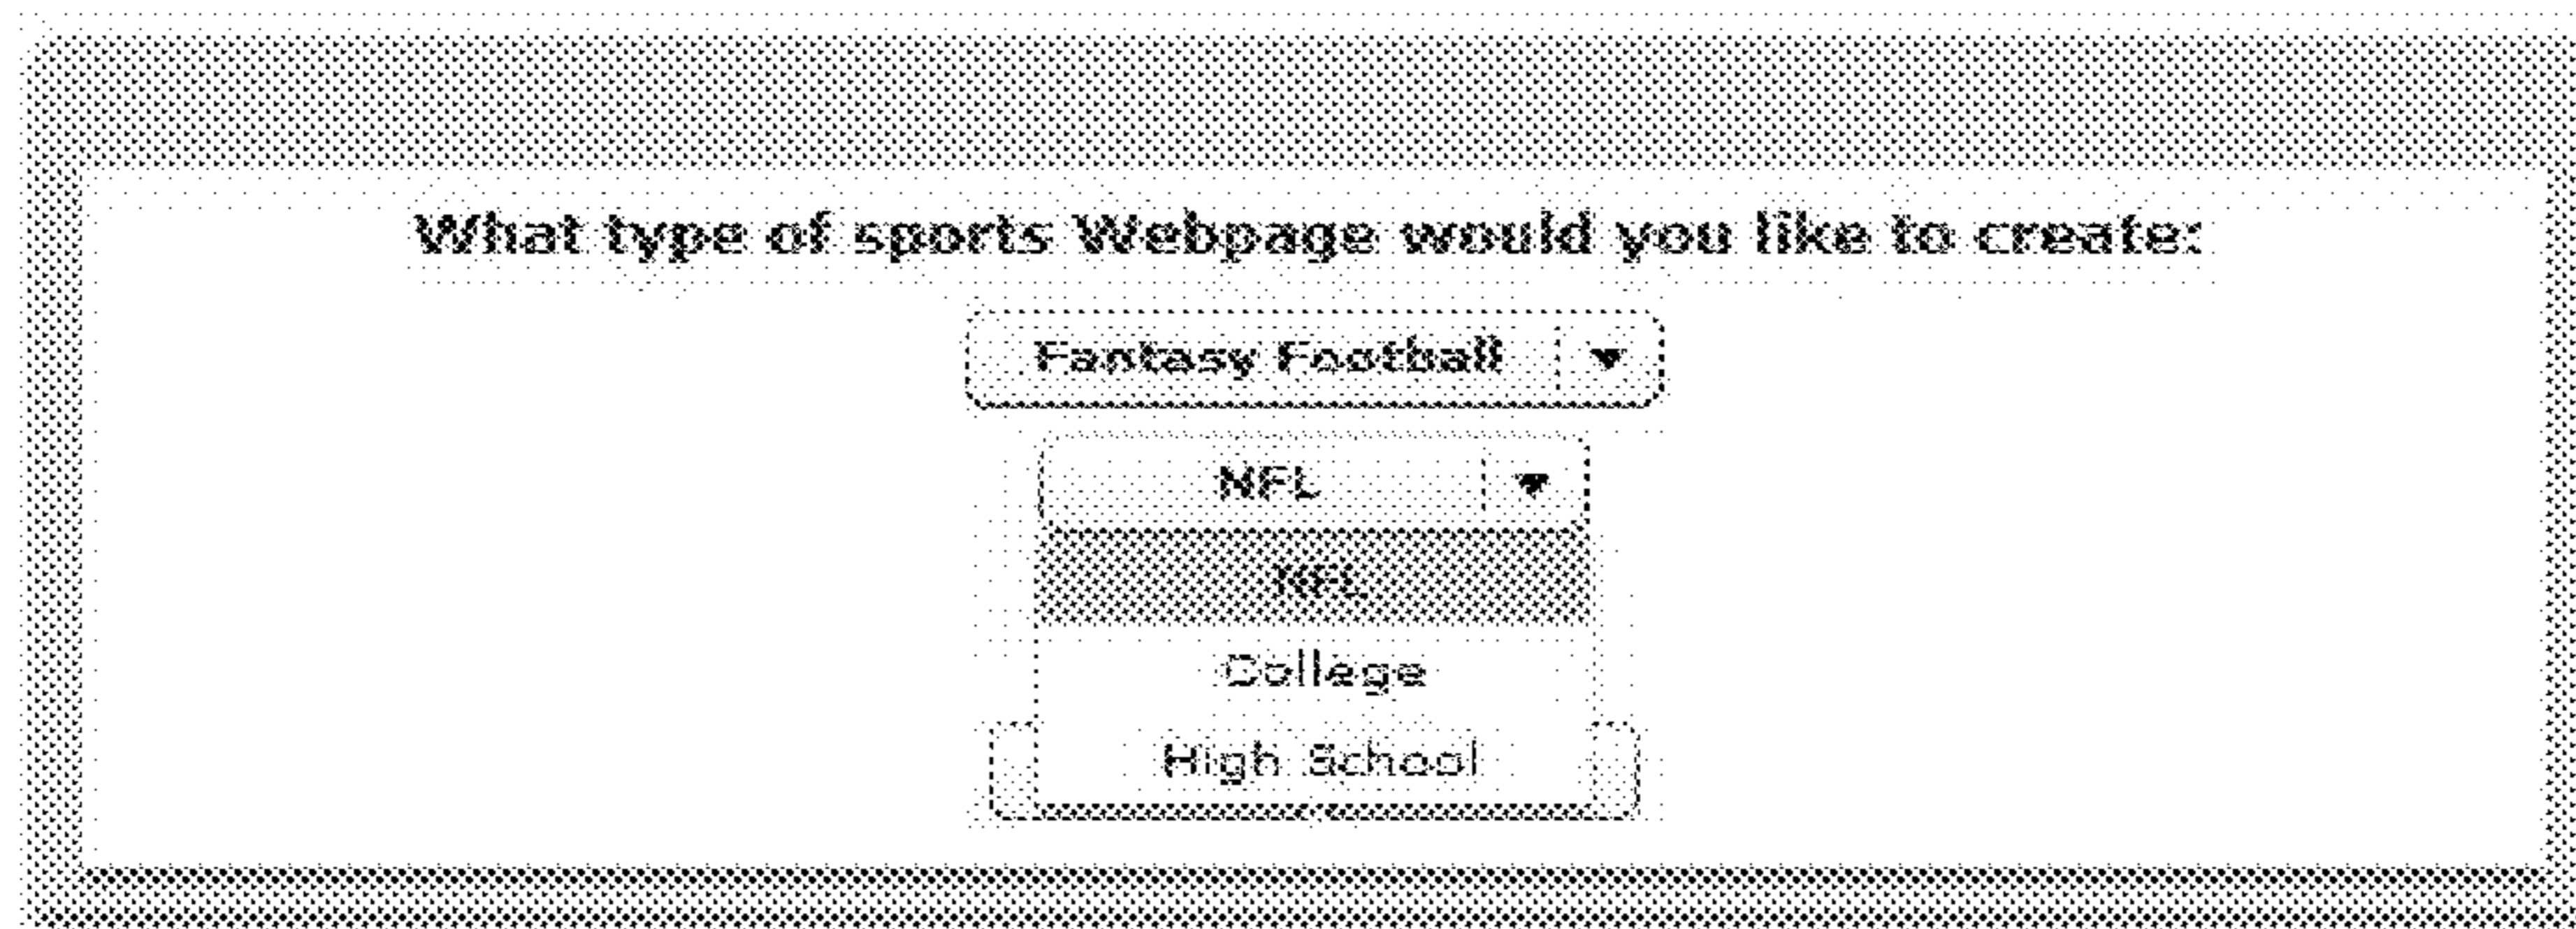 What type of sports Webpage would you like to create:
Fantasy Football
NFL
NFL
College
High School